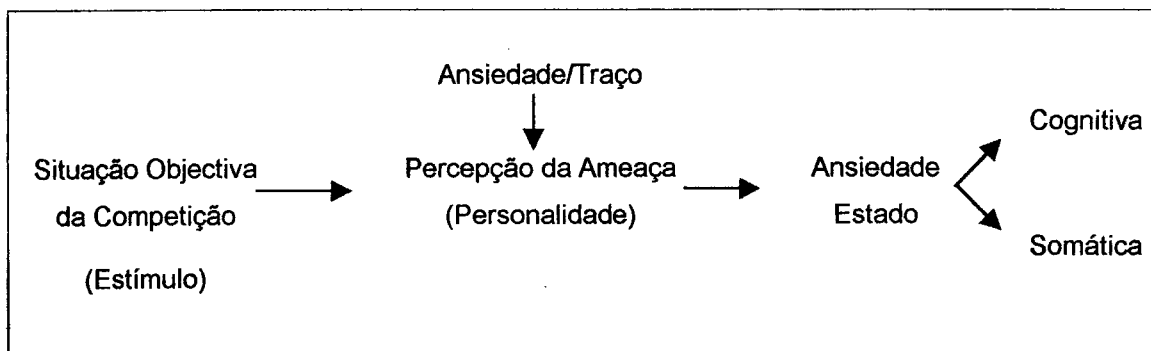 Ansiedade/Traço
Cognitiva
Situação Objectiva
da Competição
(Estímulo)
Percepção da Ameaça
(Personalidade)
Ansiedade
Estado
Somática